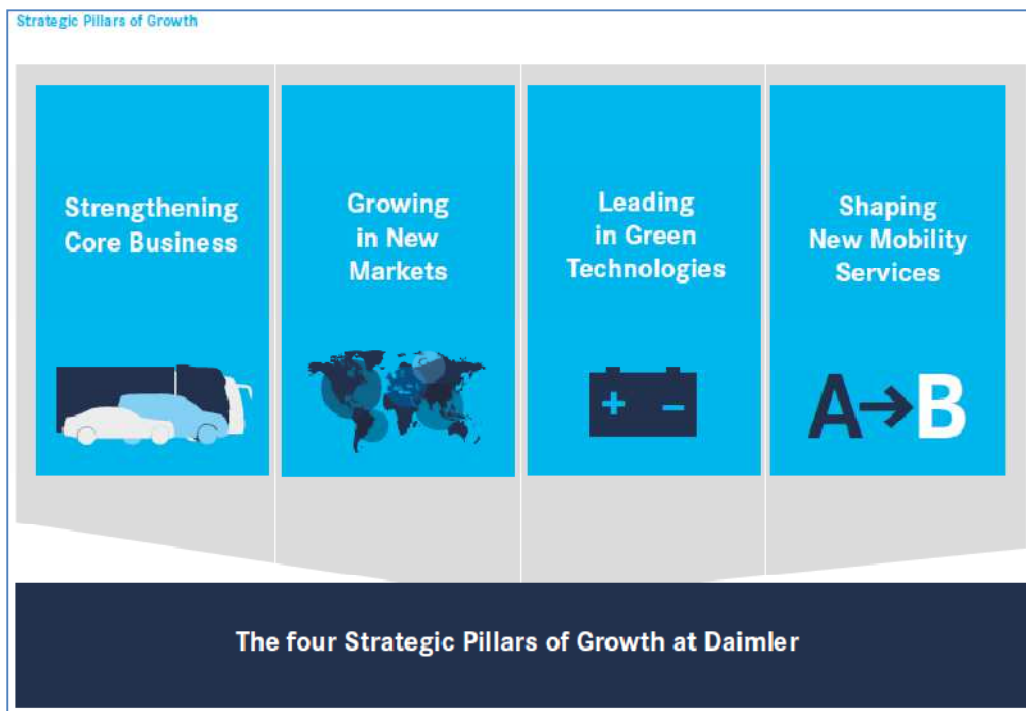 Strategic Pillars of Growth
Strengthening
Core Business
Growing
in New
Markets
Leading
in Green
Technologies
Shaping
New Mobility
Services
+ −
A→B
The four Strategic Pillars of Growth at Daimler